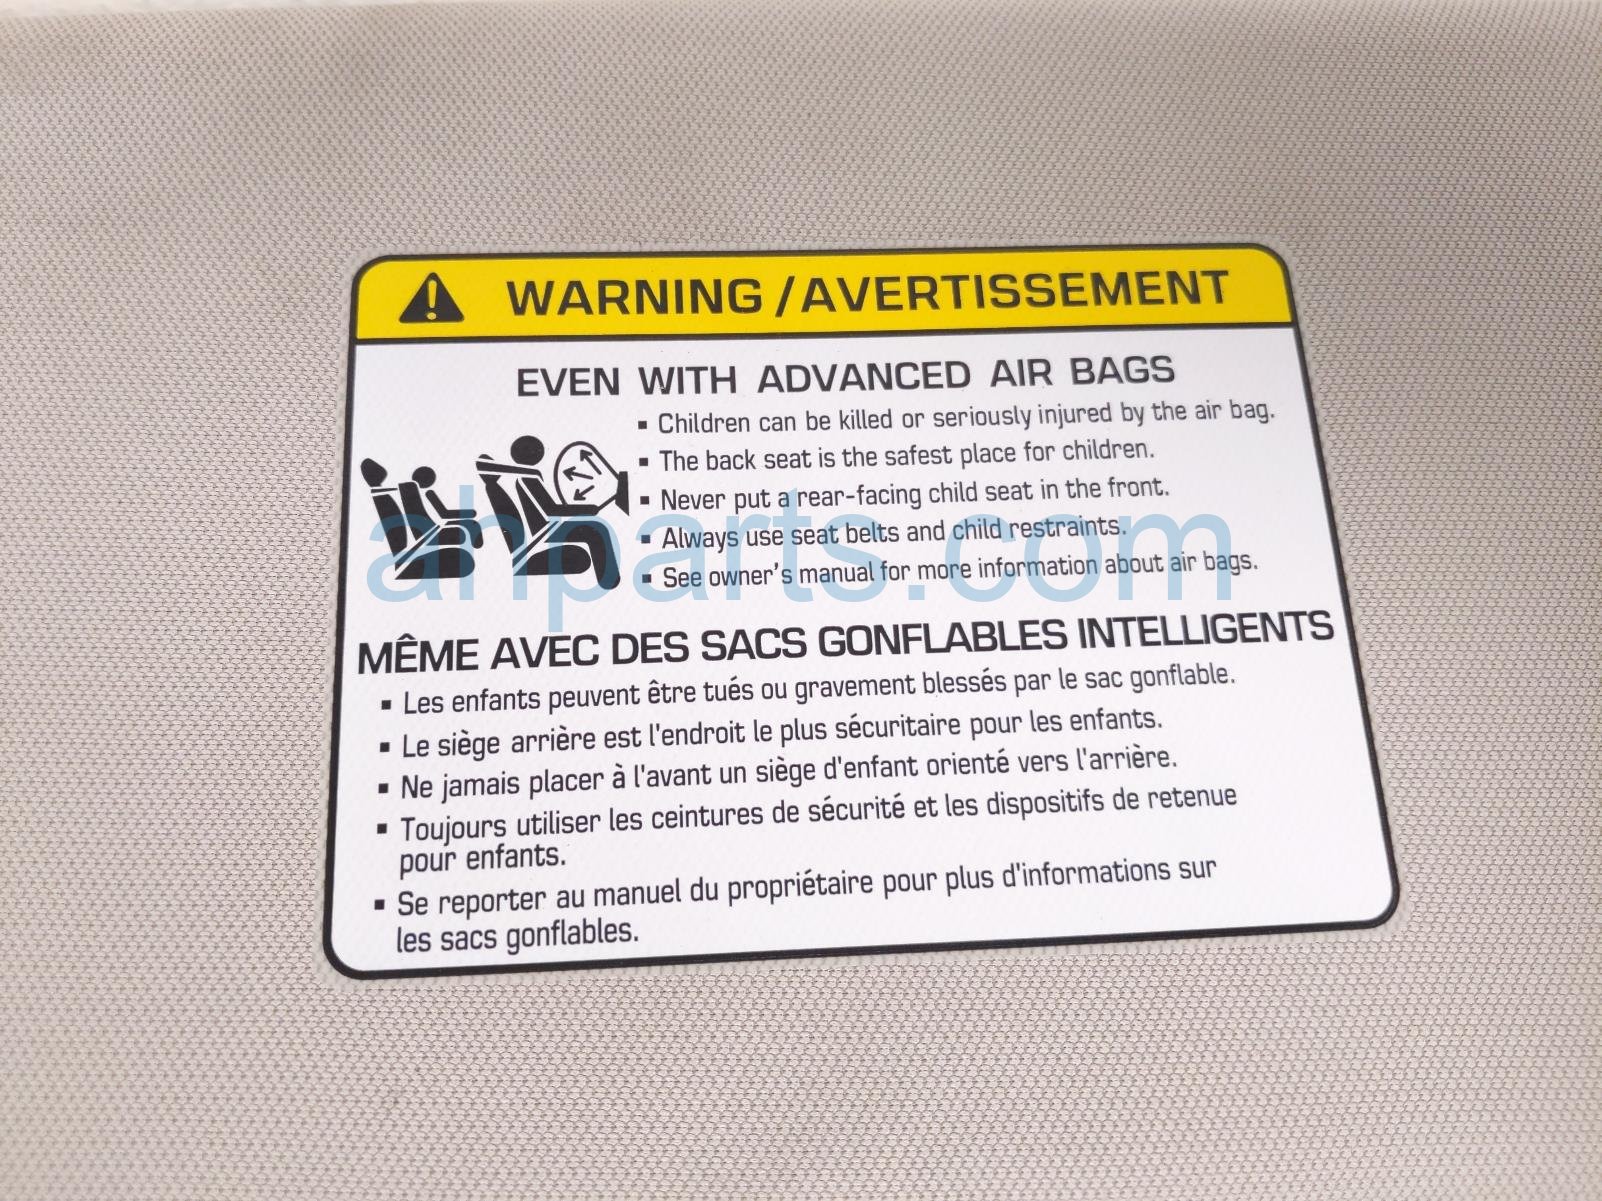 WARNING/AVERTISSEMENT
EVEN WITH ADVANCED AIR BAGS
▪ Children can be killed or seriously injured by the air bag.
▪ The back seat is the safest place for children.
▪ Never put a rear-facing child seat in the front.
▪ Always use seat belts and child restraints.
▪ See owner's manual for more information about air bags.
ahparts.com
MÊME AVEC DES SACS GONFLABLES INTELLIGENTS
▪ Les enfants peuvent être tués ou gravement blessés par le sac gonflable.
▪ Le siège arrière est l'endroit le plus sécuritaire pour les enfants.
▪ Ne jamais placer à l'avant un siège d'enfant orienté vers l'arrière.
▪ Toujours utiliser les ceintures de sécurité et les dispositifs de retenue
pour enfants.
▪ Se reporter au manuel du propriétaire pour plus d'informations sur
les sacs gonflables.